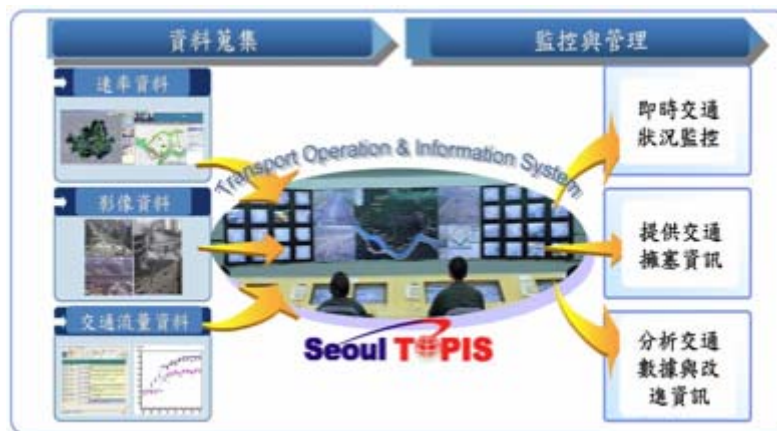 資料蒐集
監控與管理
速率資料
影像資料
交通流量資料
Transport Operation & Information System
Seoul TOPIS
即時交通
狀況監控
提供交通
擁塞資訊
分析交通
數據與改
進資訊